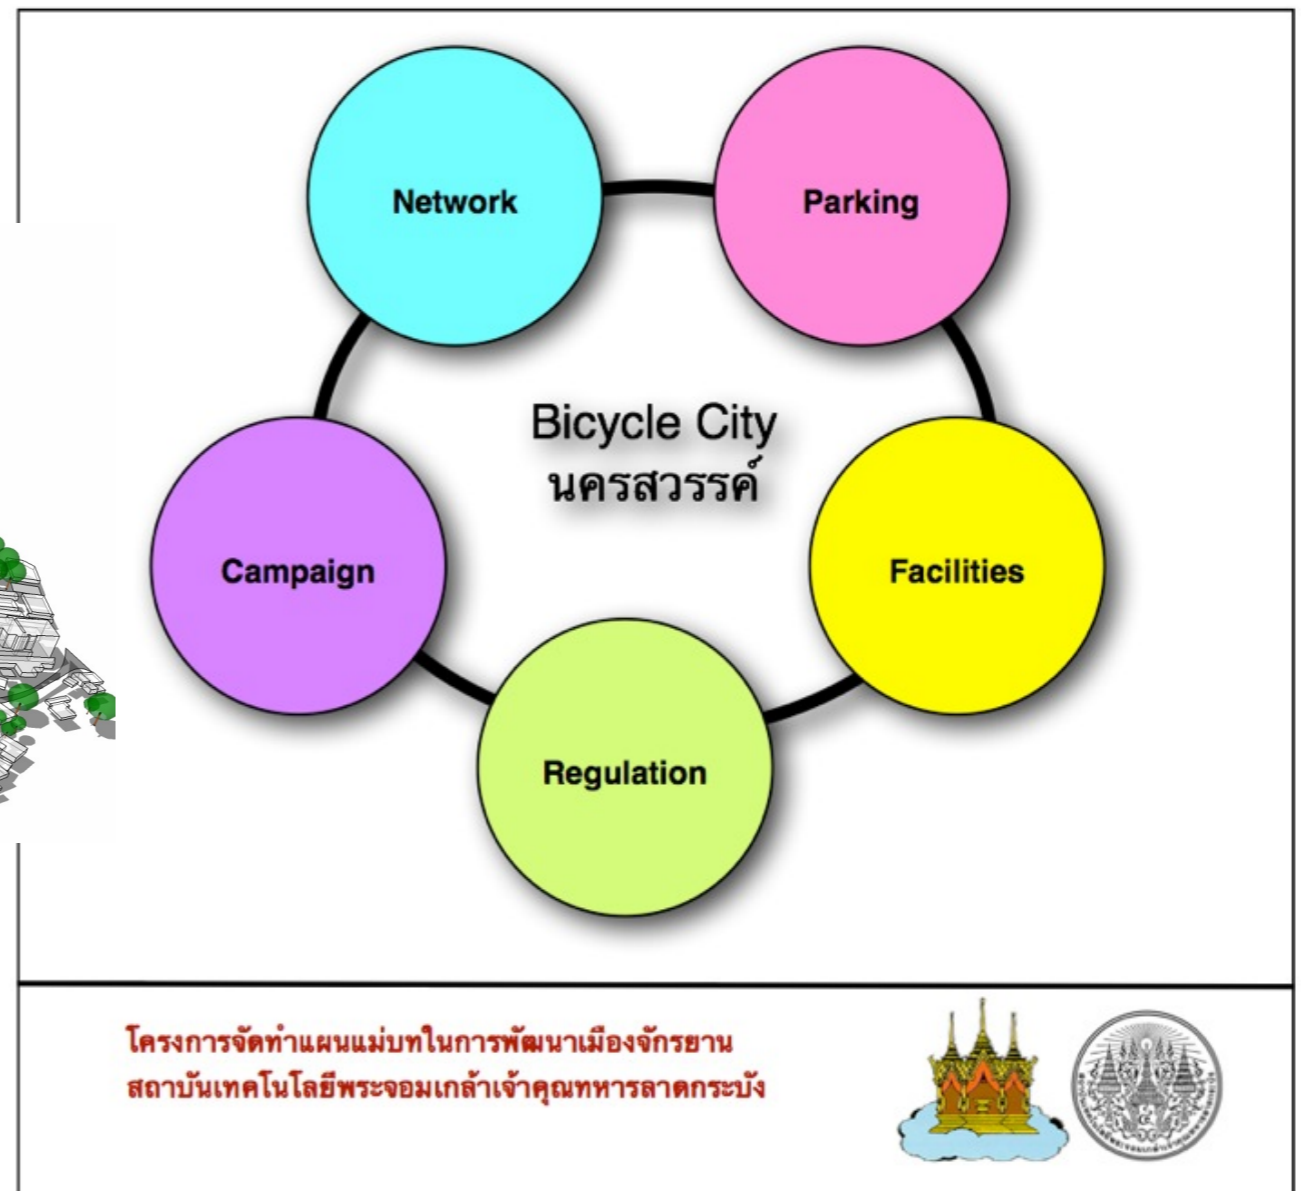 Network
Parking
Bicycle City
นครสวรรค์
Campaign
Facilities
Regulation
โครงการจัดทำแผนแม่บทในการพัฒนาเมืองจักรยาน
สถาบันเทคโนโลยีพระจอมเกล้าเจ้าคุณทหารลาดกระบัง